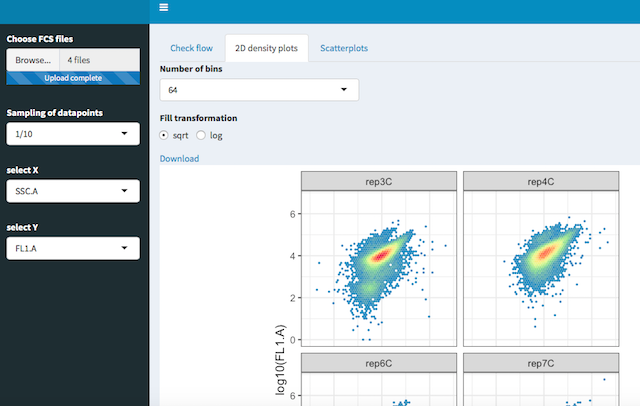 Choose FCS files
Browse... 4 files
Upload complete
Sampling of datapoints
1/10
select X
SSC.A
select Y
FL1.A
Check flow 2D density plots Scatterplots
Number of bins
64
Fill transformation
sqrt log
Download
rep3C rep4C
6
4
2
0
log10(FL1.A)
rep6C rep7C
6